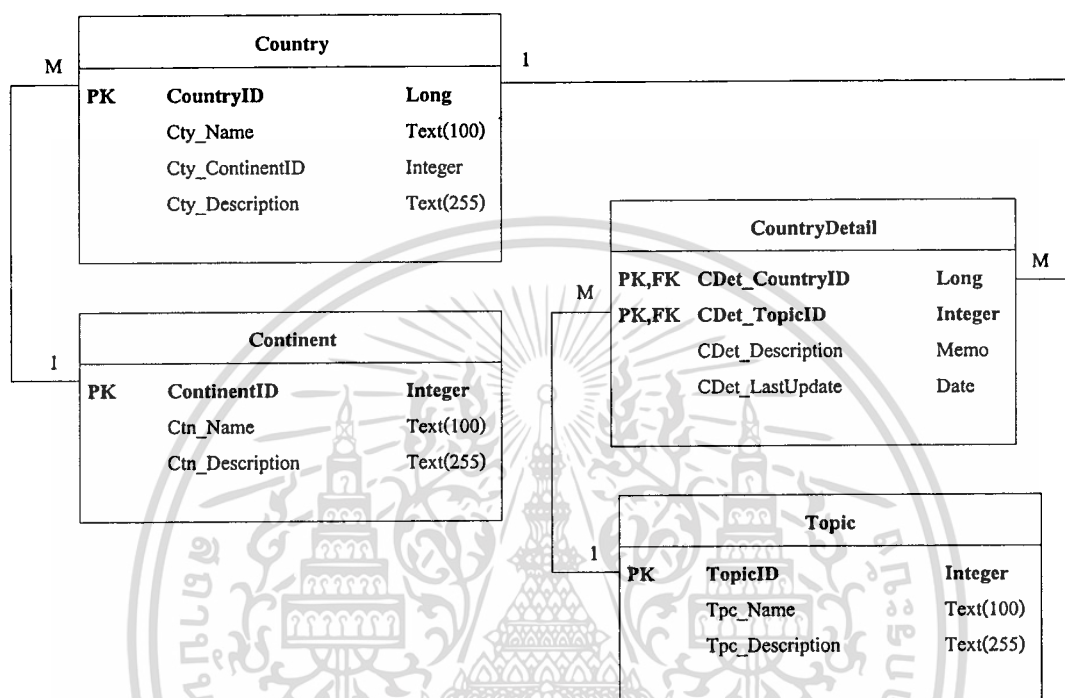 Country
M
1
PK CountryID Long
Cty_Name Text(100)
Cty_ContinentID Integer
Cty_Description Text(255)
CountryDetail
M
M
PK,FK CDet_CountryID Long
PK,FK CDet_TopicID Integer
CDet_Description Memo
CDet_LastUpdate Date
Continent
1
PK ContinentID Integer
Ctn_Name Text(100)
Ctn_Description Text(255)
Topic
1
PK TopicID Integer
Tpc_Name Text(100)
Tpc_Description Text(255)